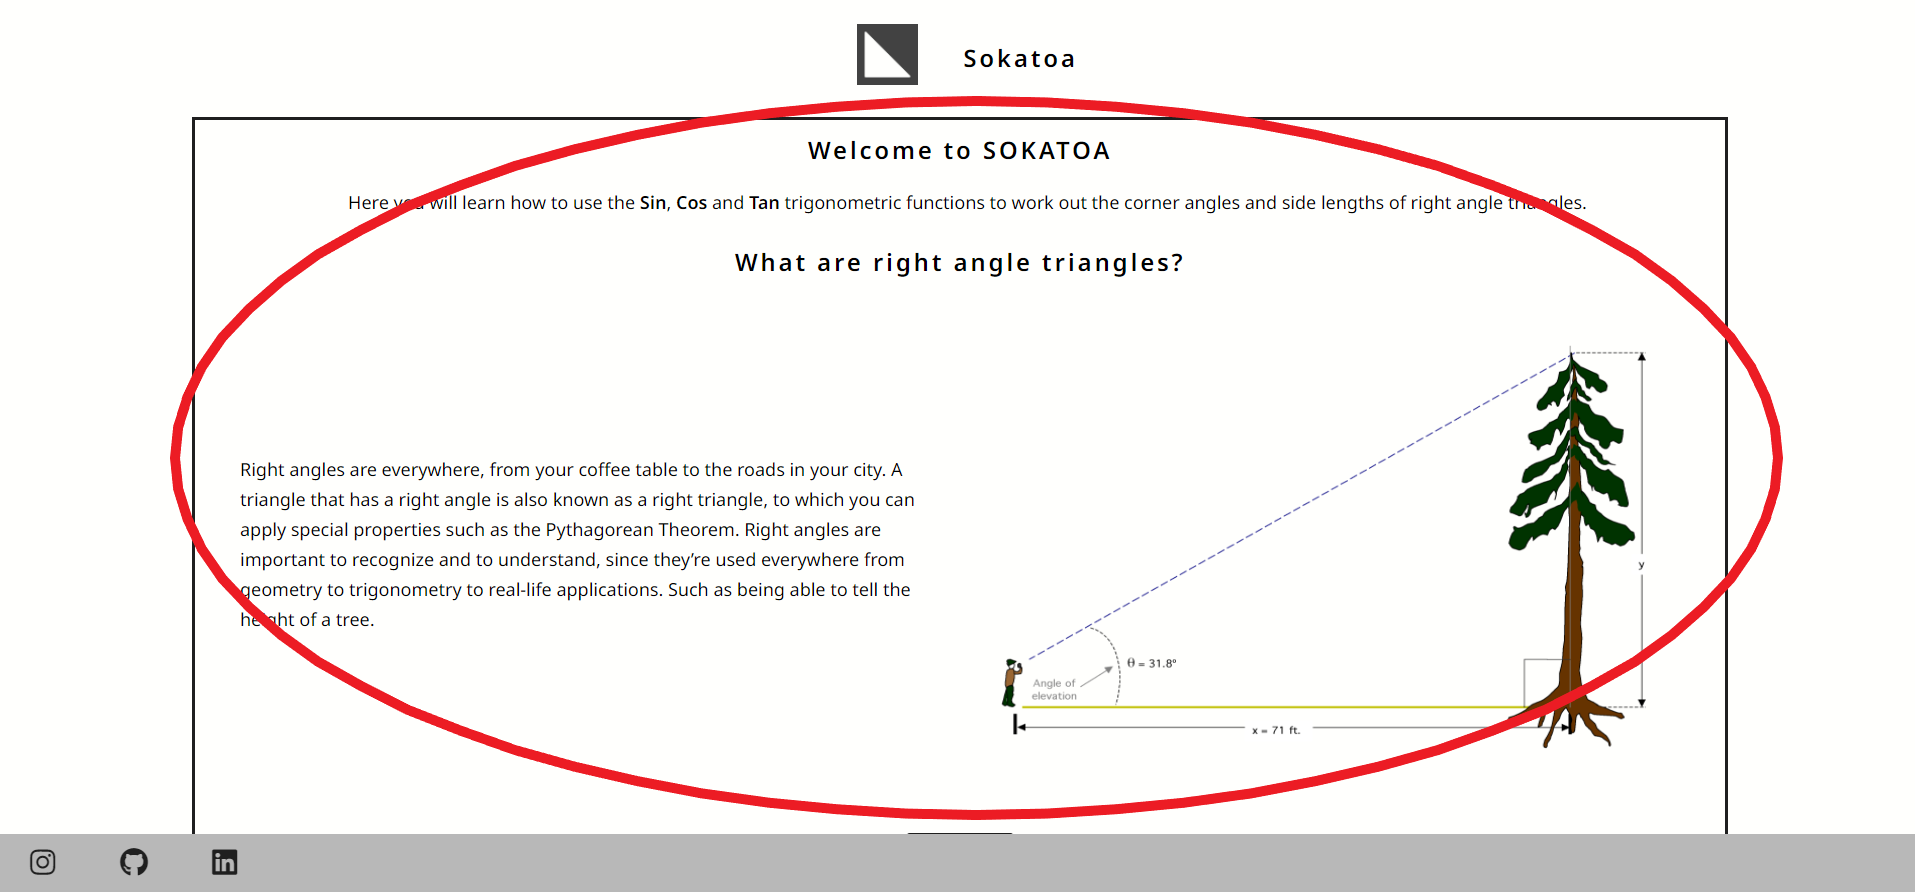 Sokatoa
Welcome to SOKATOA
Here you will learn how to use the Sin, Cos and Tan trigonometric functions to work out the corner angles and side lengths of right angle triangles.
What are right angle triangles?
Right angles are everywhere, from your coffee table to the roads in your city. A
triangle that has a right angle is also known as a right triangle, to which you can
apply special properties such as the Pythagorean Theorem. Right angles are
important to recognize and to understand, since they’re used everywhere from
geometry to trigonometry to real-life applications. Such as being able to tell the
height of a tree.
y
θ = 31.8°
Angle of
elevation
x = 71 ft.
in